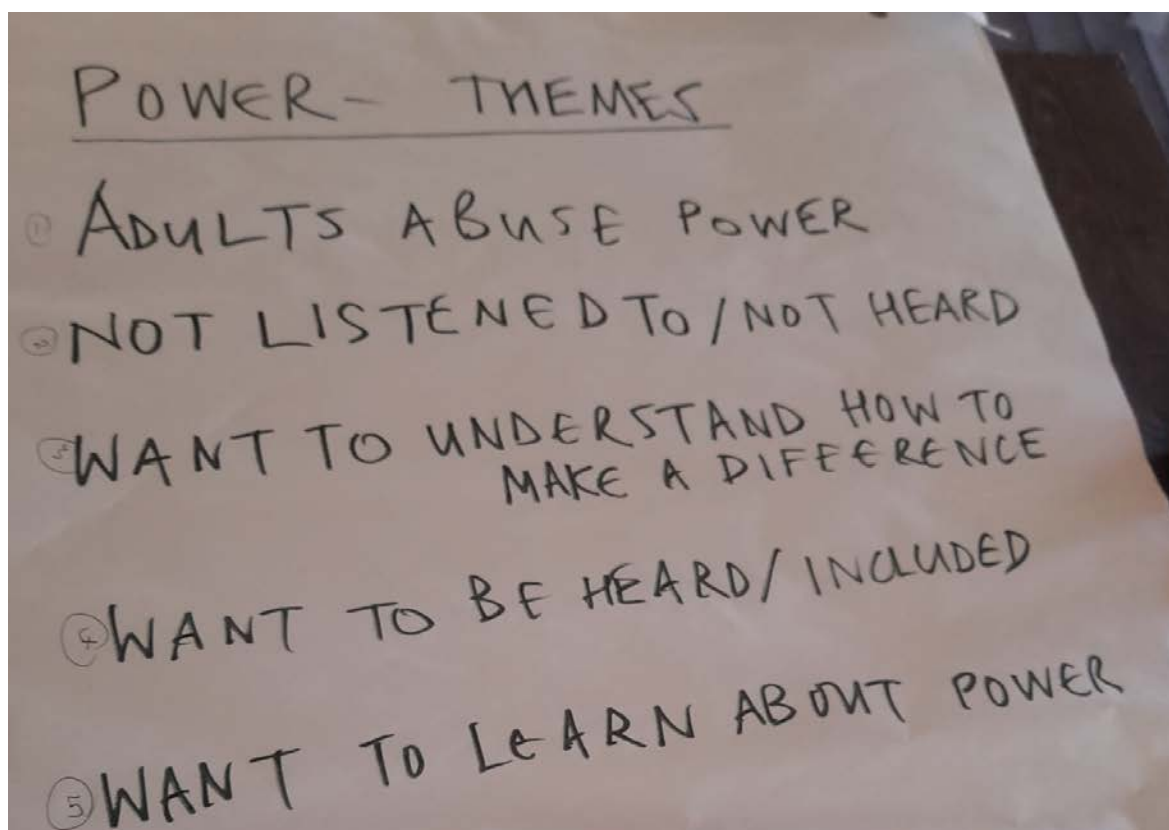 POWER - THEMES
① ADULTS ABUSE POWER
② NOT LISTENED TO / NOT HEARD
③ WANT TO UNDERSTAND HOW TO
MAKE A DIFFERENCE
④ WANT TO BE HEARD / INCLUDED
⑤ WANT TO LEARN ABOUT POWER